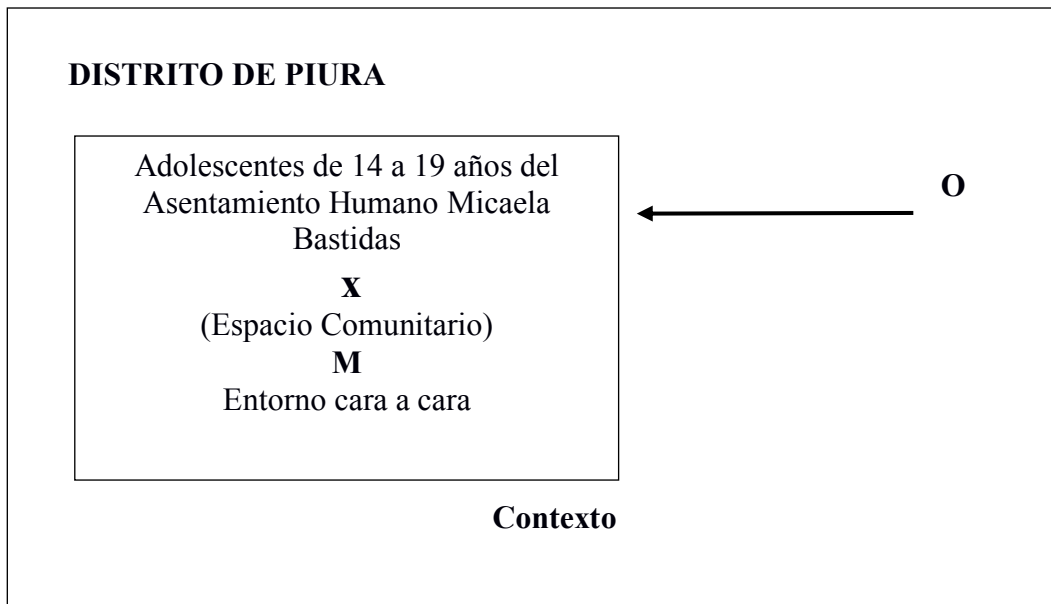 DISTRITO DE PIURA
Adolescentes de 14 a 19 años del
Asentamiento Humano Micaela
Bastidas
X
(Espacio Comunitario)
M
Entorno cara a cara
O
Contexto